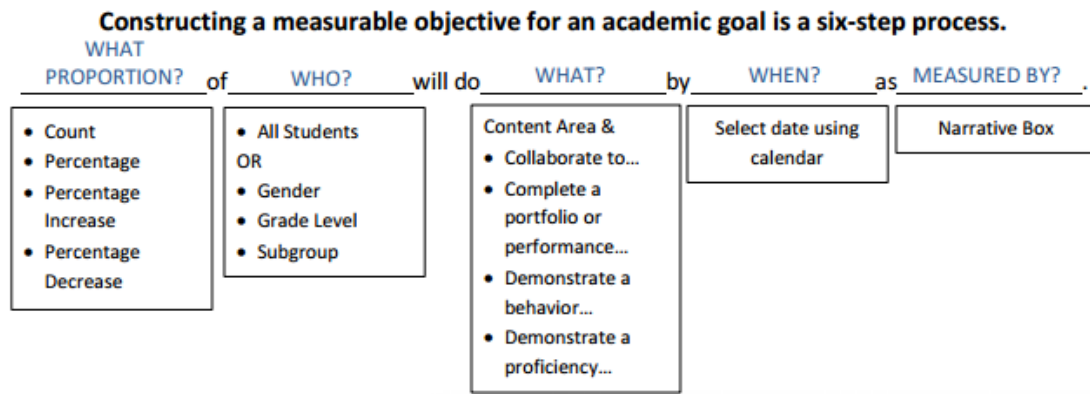 Constructing a measurable objective for an academic goal is a six-step process.
WHAT
PROPORTION? of WHO? will do WHAT? by WHEN? as MEASURED BY? .
• Count
• Percentage
• Percentage
Increase
• Percentage
Decrease
• All Students
OR
• Gender
• Grade Level
• Subgroup
Content Area &
• Collaborate to…
• Complete a
portfolio or
performance…
• Demonstrate a
behavior…
• Demonstrate a
proficiency…
Select date using
calendar
Narrative Box